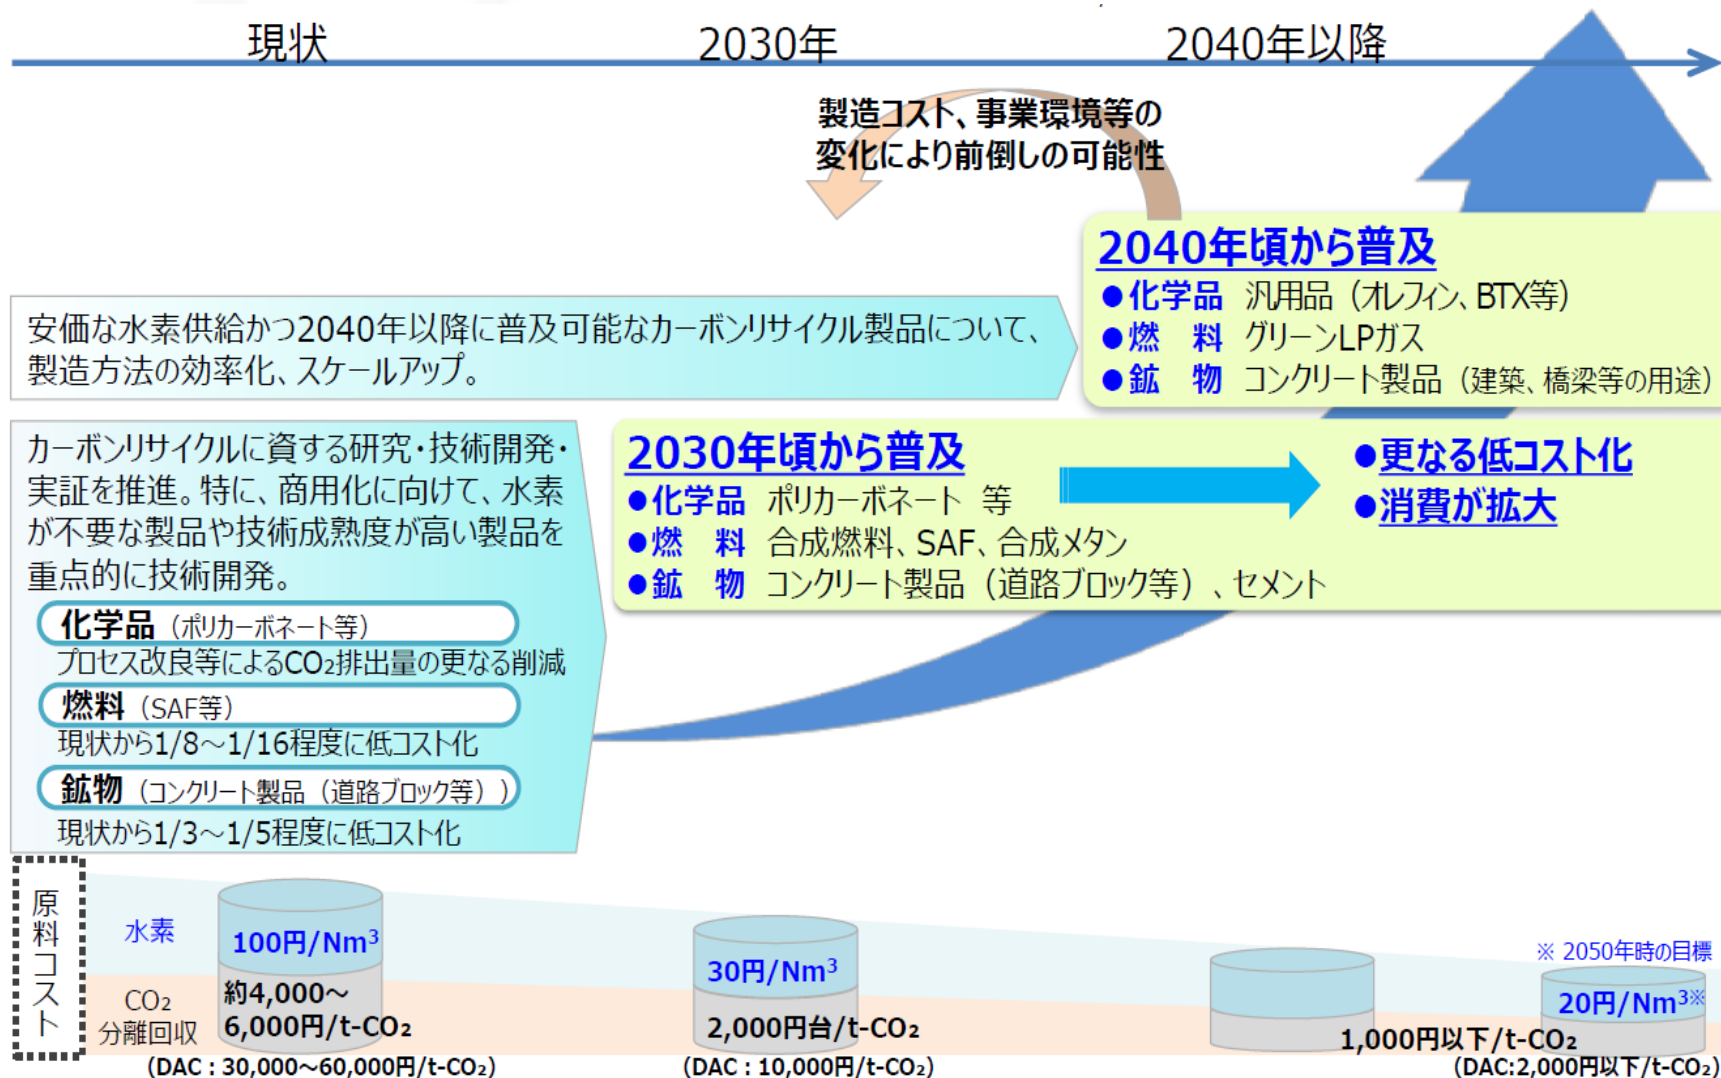 現状
2030年
2040年以降
製造コスト、事業環境等の
変化により前倒しの可能性
2040年頃から普及
●化学品 汎用品（オレフィン、BTX等）
●燃 料 グリーンLPガス
●鉱 物 コンクリート製品（建築、橋梁等の用途）
安価な水素供給かつ2040年以降に普及可能なカーボンリサイクル製品について、
製造方法の効率化、スケールアップ。
カーボンリサイクルに資する研究・技術開発・
実証を推進。特に、商用化に向けて、水素
が不要な製品や技術成熟度が高い製品を
重点的に技術開発。
化学品（ポリカーボネート等）
プロセス改良等によるCO₂排出量の更なる削減
燃料（SAF等）
現状から1/8～1/16程度に低コスト化
鉱物（コンクリート製品（道路ブロック等））
現状から1/3～1/5程度に低コスト化
2030年頃から普及
●化学品 ポリカーボネート 等
●燃 料 合成燃料、SAF、合成メタン
●鉱 物 コンクリート製品（道路ブロック等）、セメント
●更なる低コスト化
●消費が拡大
原料コスト
水素
100円/Nm³
30円/Nm³
※ 2050年時の目標
20円/Nm³※
CO₂
分離回収
約4,000～
6,000円/t-CO₂
2,000円台/t-CO₂
1,000円以下/t-CO₂
(DAC：30,000～60,000円/t-CO₂)
(DAC：10,000円/t-CO₂)
(DAC:2,000円以下/t-CO₂)